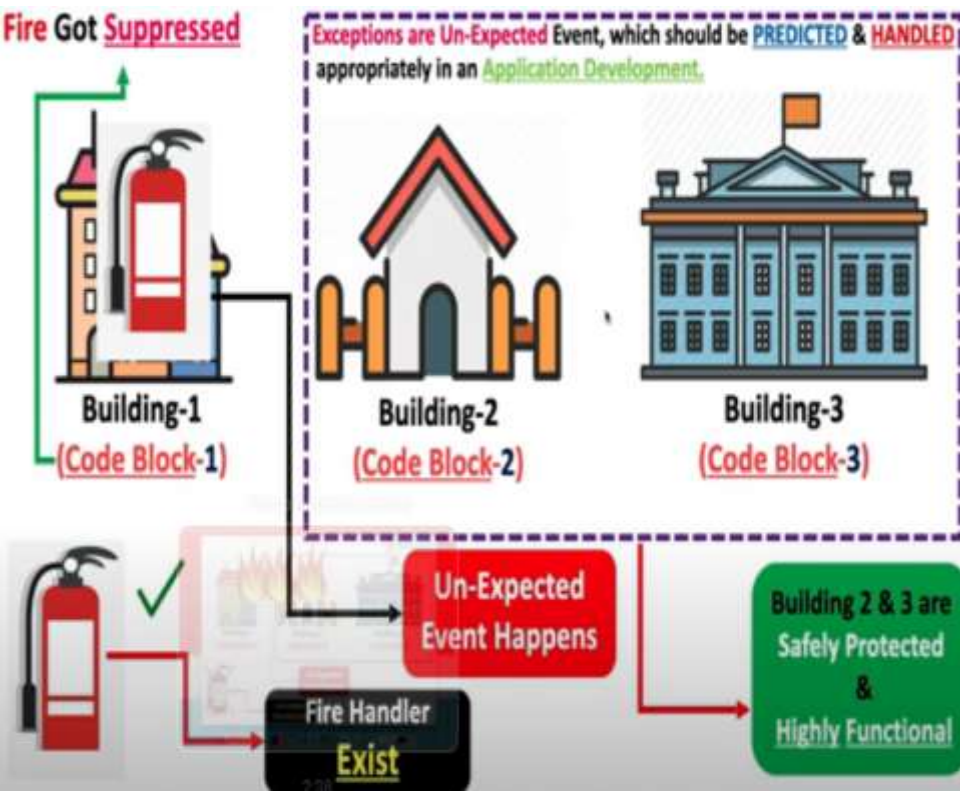 Fire Got Suppressed
Exceptions are Un-Expected Event, which should be PREDICTED & HANDLED
appropriately in an Application Development.
Building-1
(Code Block-1)
Building-2
(Code Block-2)
Building-3
(Code Block-3)
Un-Expected
Event Happens
Building 2 & 3 are
Safely Protected
&
Highly Functional
Fire Handler
Exist